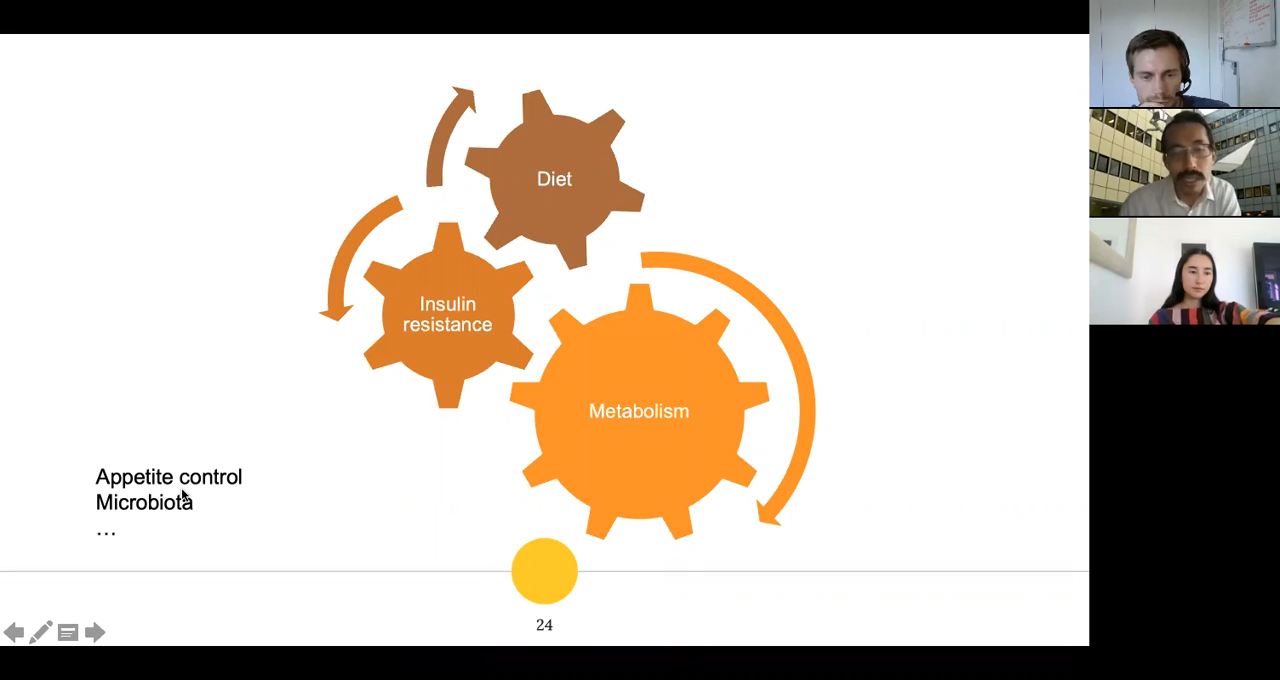 Diet
Insulin
resistance
Metabolism
Appetite control
Microbiota
…
24